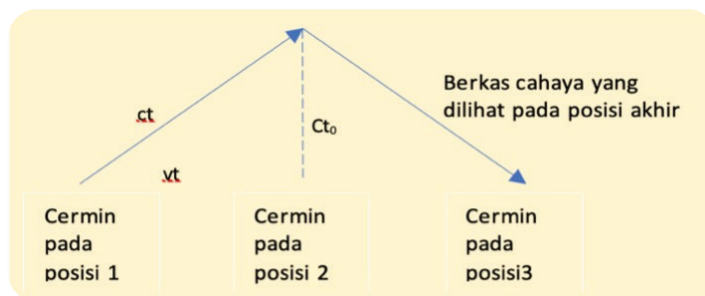 Berkas cahaya yang
dilihat pada posisi akhir
ct
Ct₀
vt
Cermin
pada
posisi 1
Cermin
pada
posisi 2
Cermin
pada
posisi3